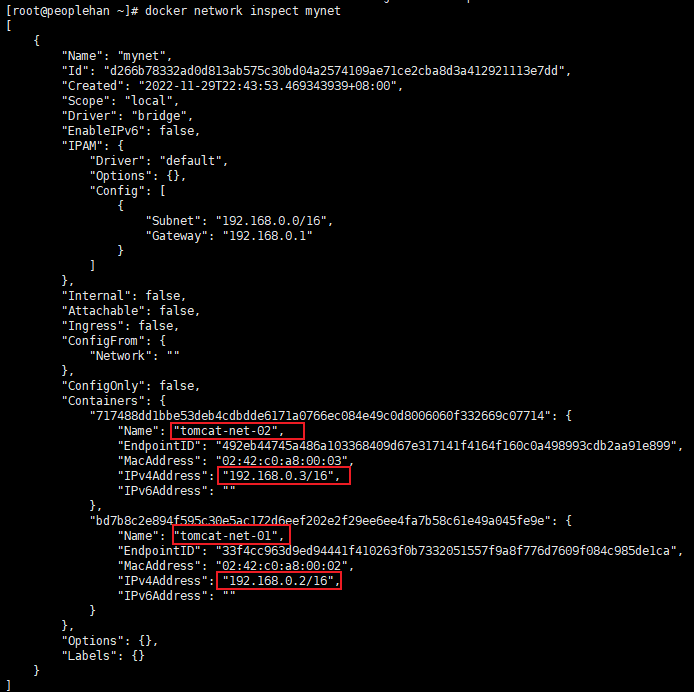 [root@peoplehan ~]# docker network inspect mynet
[
    {
        "Name": "mynet",
        "Id": "d266b78332ad0d813ab575c30bd04a2574109ae71ce2cba8d3a412921113e7dd",
        "Created": "2022-11-29T22:43:53.469343939+08:00",
        "Scope": "local",
        "Driver": "bridge",
        "EnableIPv6": false,
        "IPAM": {
            "Driver": "default",
            "Options": {},
            "Config": [
                {
                    "Subnet": "192.168.0.0/16",
                    "Gateway": "192.168.0.1"
                }
            ]
        },
        "Internal": false,
        "Attachable": false,
        "Ingress": false,
        "ConfigFrom": {
            "Network": ""
        },
        "ConfigOnly": false,
        "Containers": {
            "717488dd1bbe53deb4cdbdde6171a0766ec084e49c0d8006060f332669c07714": {
                "Name": "tomcat-net-02",
                "EndpointID": "492eb44745a486a103368409d67e317141f4164f160c0a498993cdb2aa91e899",
                "MacAddress": "02:42:c0:a8:00:03",
                "IPv4Address": "192.168.0.3/16",
                "IPv6Address": ""
            },
            "bd7b8c2e894f595c30e5ac172d6eef202e2f29ee6ee4fa7b58c61e49a045fe9e": {
                "Name": "tomcat-net-01",
                "EndpointID": "33f4cc963d9ed94441f410263f0b7332051557f9a8f776d7609f084c985de1ca",
                "MacAddress": "02:42:c0:a8:00:02",
                "IPv4Address": "192.168.0.2/16",
                "IPv6Address": ""
            }
        },
        "Options": {},
        "Labels": {}
    }
]